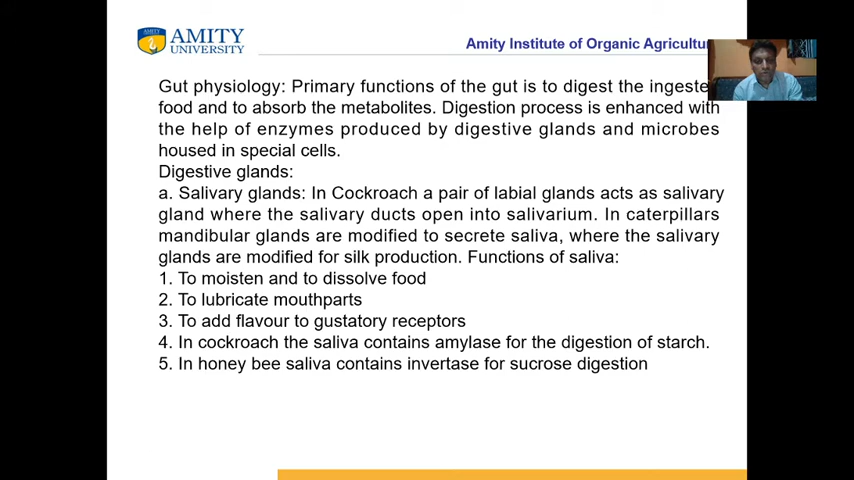 AMITY
UNIVERSITY
Amity Institute of Organic Agricultur
Gut physiology: Primary functions of the gut is to digest the ingeste
food and to absorb the metabolites. Digestion process is enhanced with
the help of enzymes produced by digestive glands and microbes
housed in special cells.
Digestive glands:
a. Salivary glands: In Cockroach a pair of labial glands acts as salivary
gland where the salivary ducts open into salivarium. In caterpillars
mandibular glands are modified to secrete saliva, where the salivary
glands are modified for silk production. Functions of saliva:
1. To moisten and to dissolve food
2. To lubricate mouthparts
3. To add flavour to gustatory receptors
4. In cockroach the saliva contains amylase for the digestion of starch.
5. In honey bee saliva contains invertase for sucrose digestion